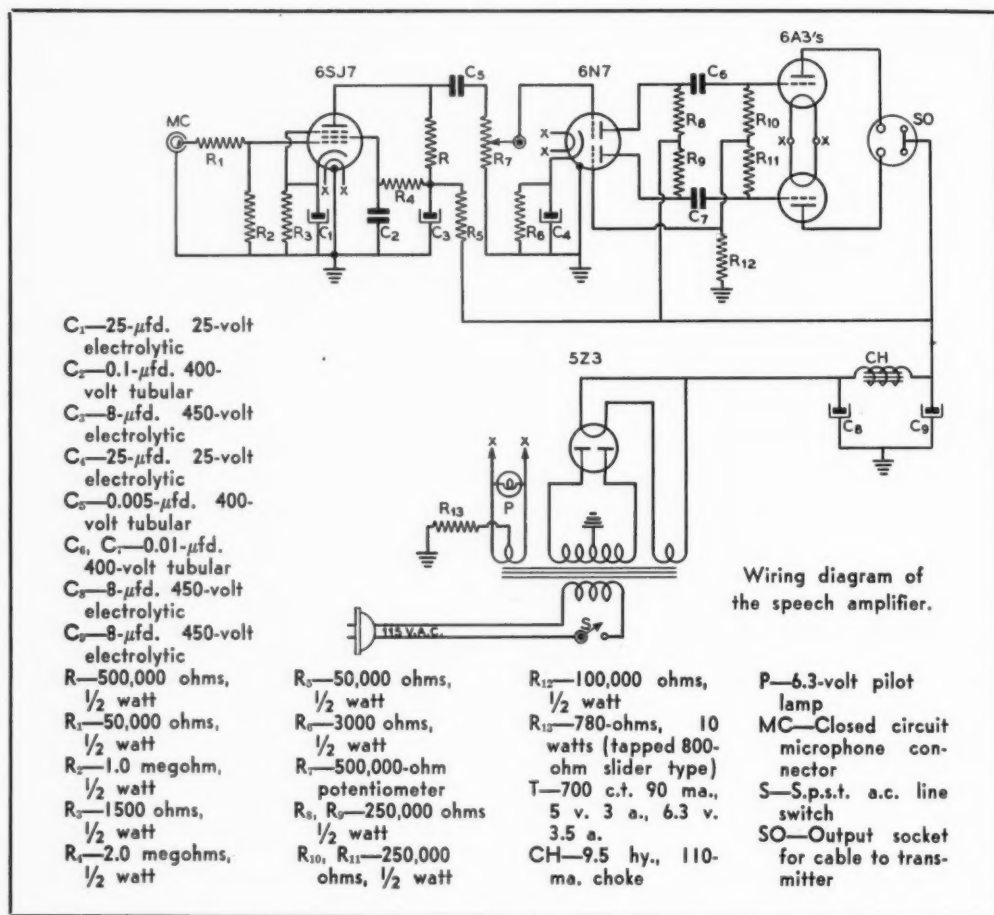 6SJ7
C5
6N7
6A3's
C6
SO
MC
R1
R
R7
R8
R10
X
R9
R11
X
X
R4
C7
X X
R2
R3
C1
C2
C3
R5
R6
C4
R12
C₁—25-μfd. 25-volt
electrolytic
C₂—0.1-μfd. 400-
volt tubular
C₃—8-μfd. 450-volt
electrolytic
C₄—25-μfd. 25-volt
electrolytic
C₅—0.005-μfd. 400-
volt tubular
C₆, C₇—0.01-μfd.
400-volt tubular
C₈—8-μfd. 450-volt
electrolytic
C₉—8-μfd. 450-volt
electrolytic
5Z3
CH
C8
C9
X X
P
R13
115 V.A.C.
S
Wiring diagram of
the speech amplifier.
R—500,000 ohms,
½ watt
R₁—50,000 ohms,
½ watt
R₂—1.0 megohm,
½ watt
R₃—1500 ohms,
½ watt
R₄—2.0 megohms,
½ watt
R₅—50,000 ohms,
½ watt
R₆—3000 ohms,
½ watt
R₇—500,000-ohm
potentiometer
R₈, R₉—250,000 ohms
½ watt
R₁₀, R₁₁—250,000
ohms, ½ watt
R₁₂—100,000 ohms,
½ watt
R₁₃—780-ohms, 10
watts (tapped 800-
ohm slider type)
T—700 c.t. 90 ma.,
5 v. 3 a., 6.3 v.
3.5 a.
CH—9.5 hy., 110-
ma. choke
P—6.3-volt pilot
lamp
MC—Closed circuit
microphone con-
nector
S—S.p.s.t. a.c. line
switch
SO—Output socket
for cable to trans-
mitter